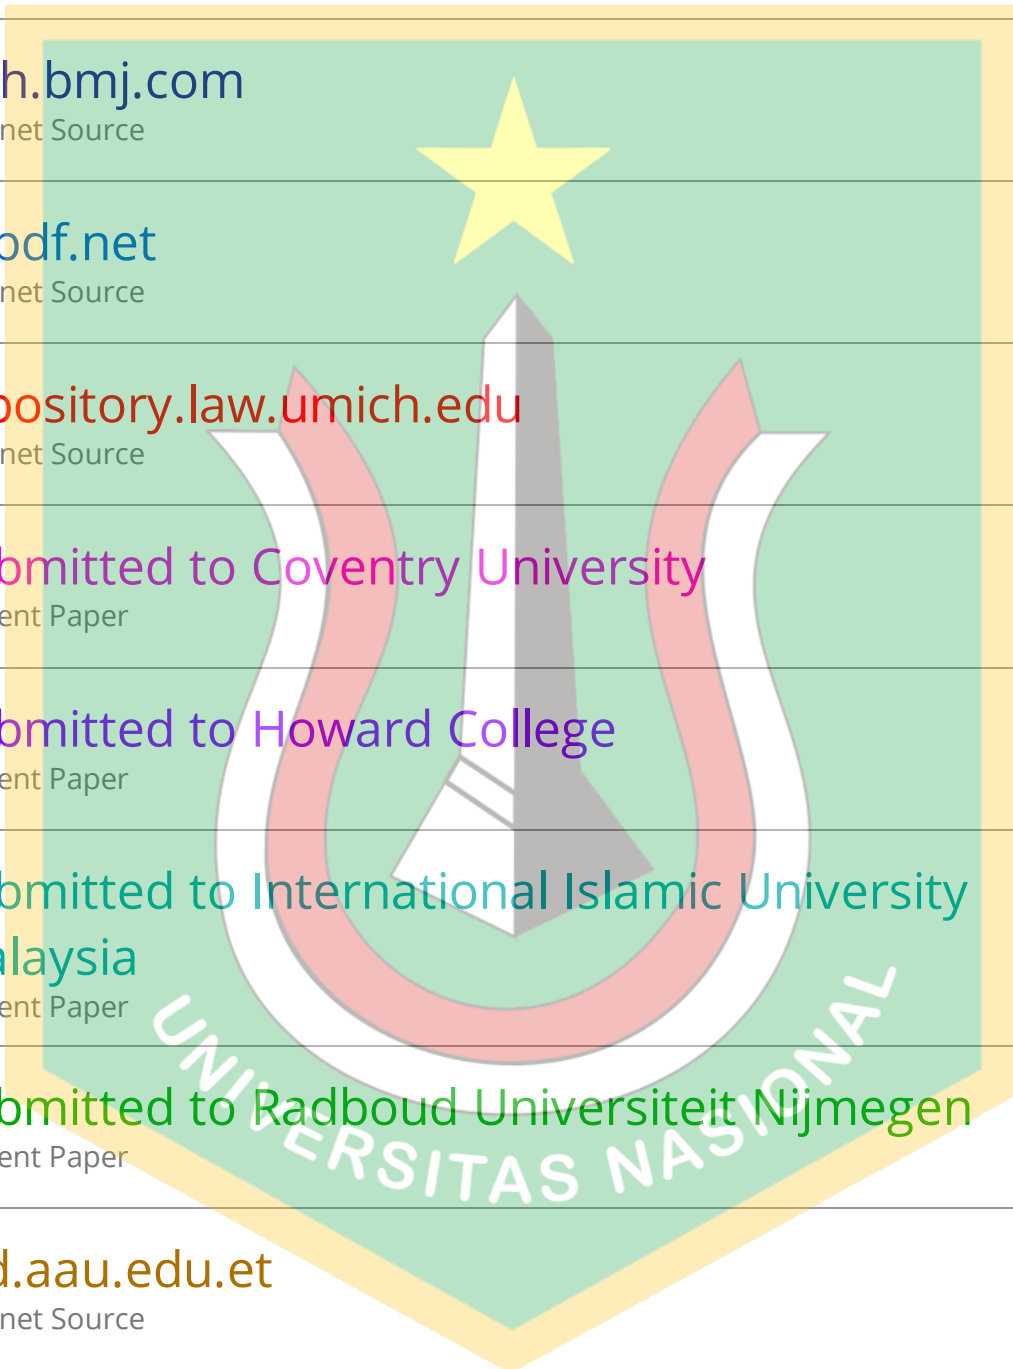 h.bmj.com
net Source
pdf.net
net Source
pository.law.umich.edu
net Source
bmitted to Coventry University
ent Paper
bmitted to Howard College
ent Paper
bmitted to International Islamic University
alaysia
ent Paper
bmitted to Radboud Universiteit Nijmegen
ent Paper
UNIVERSITAS NASIONAL
d.aau.edu.et
net Source